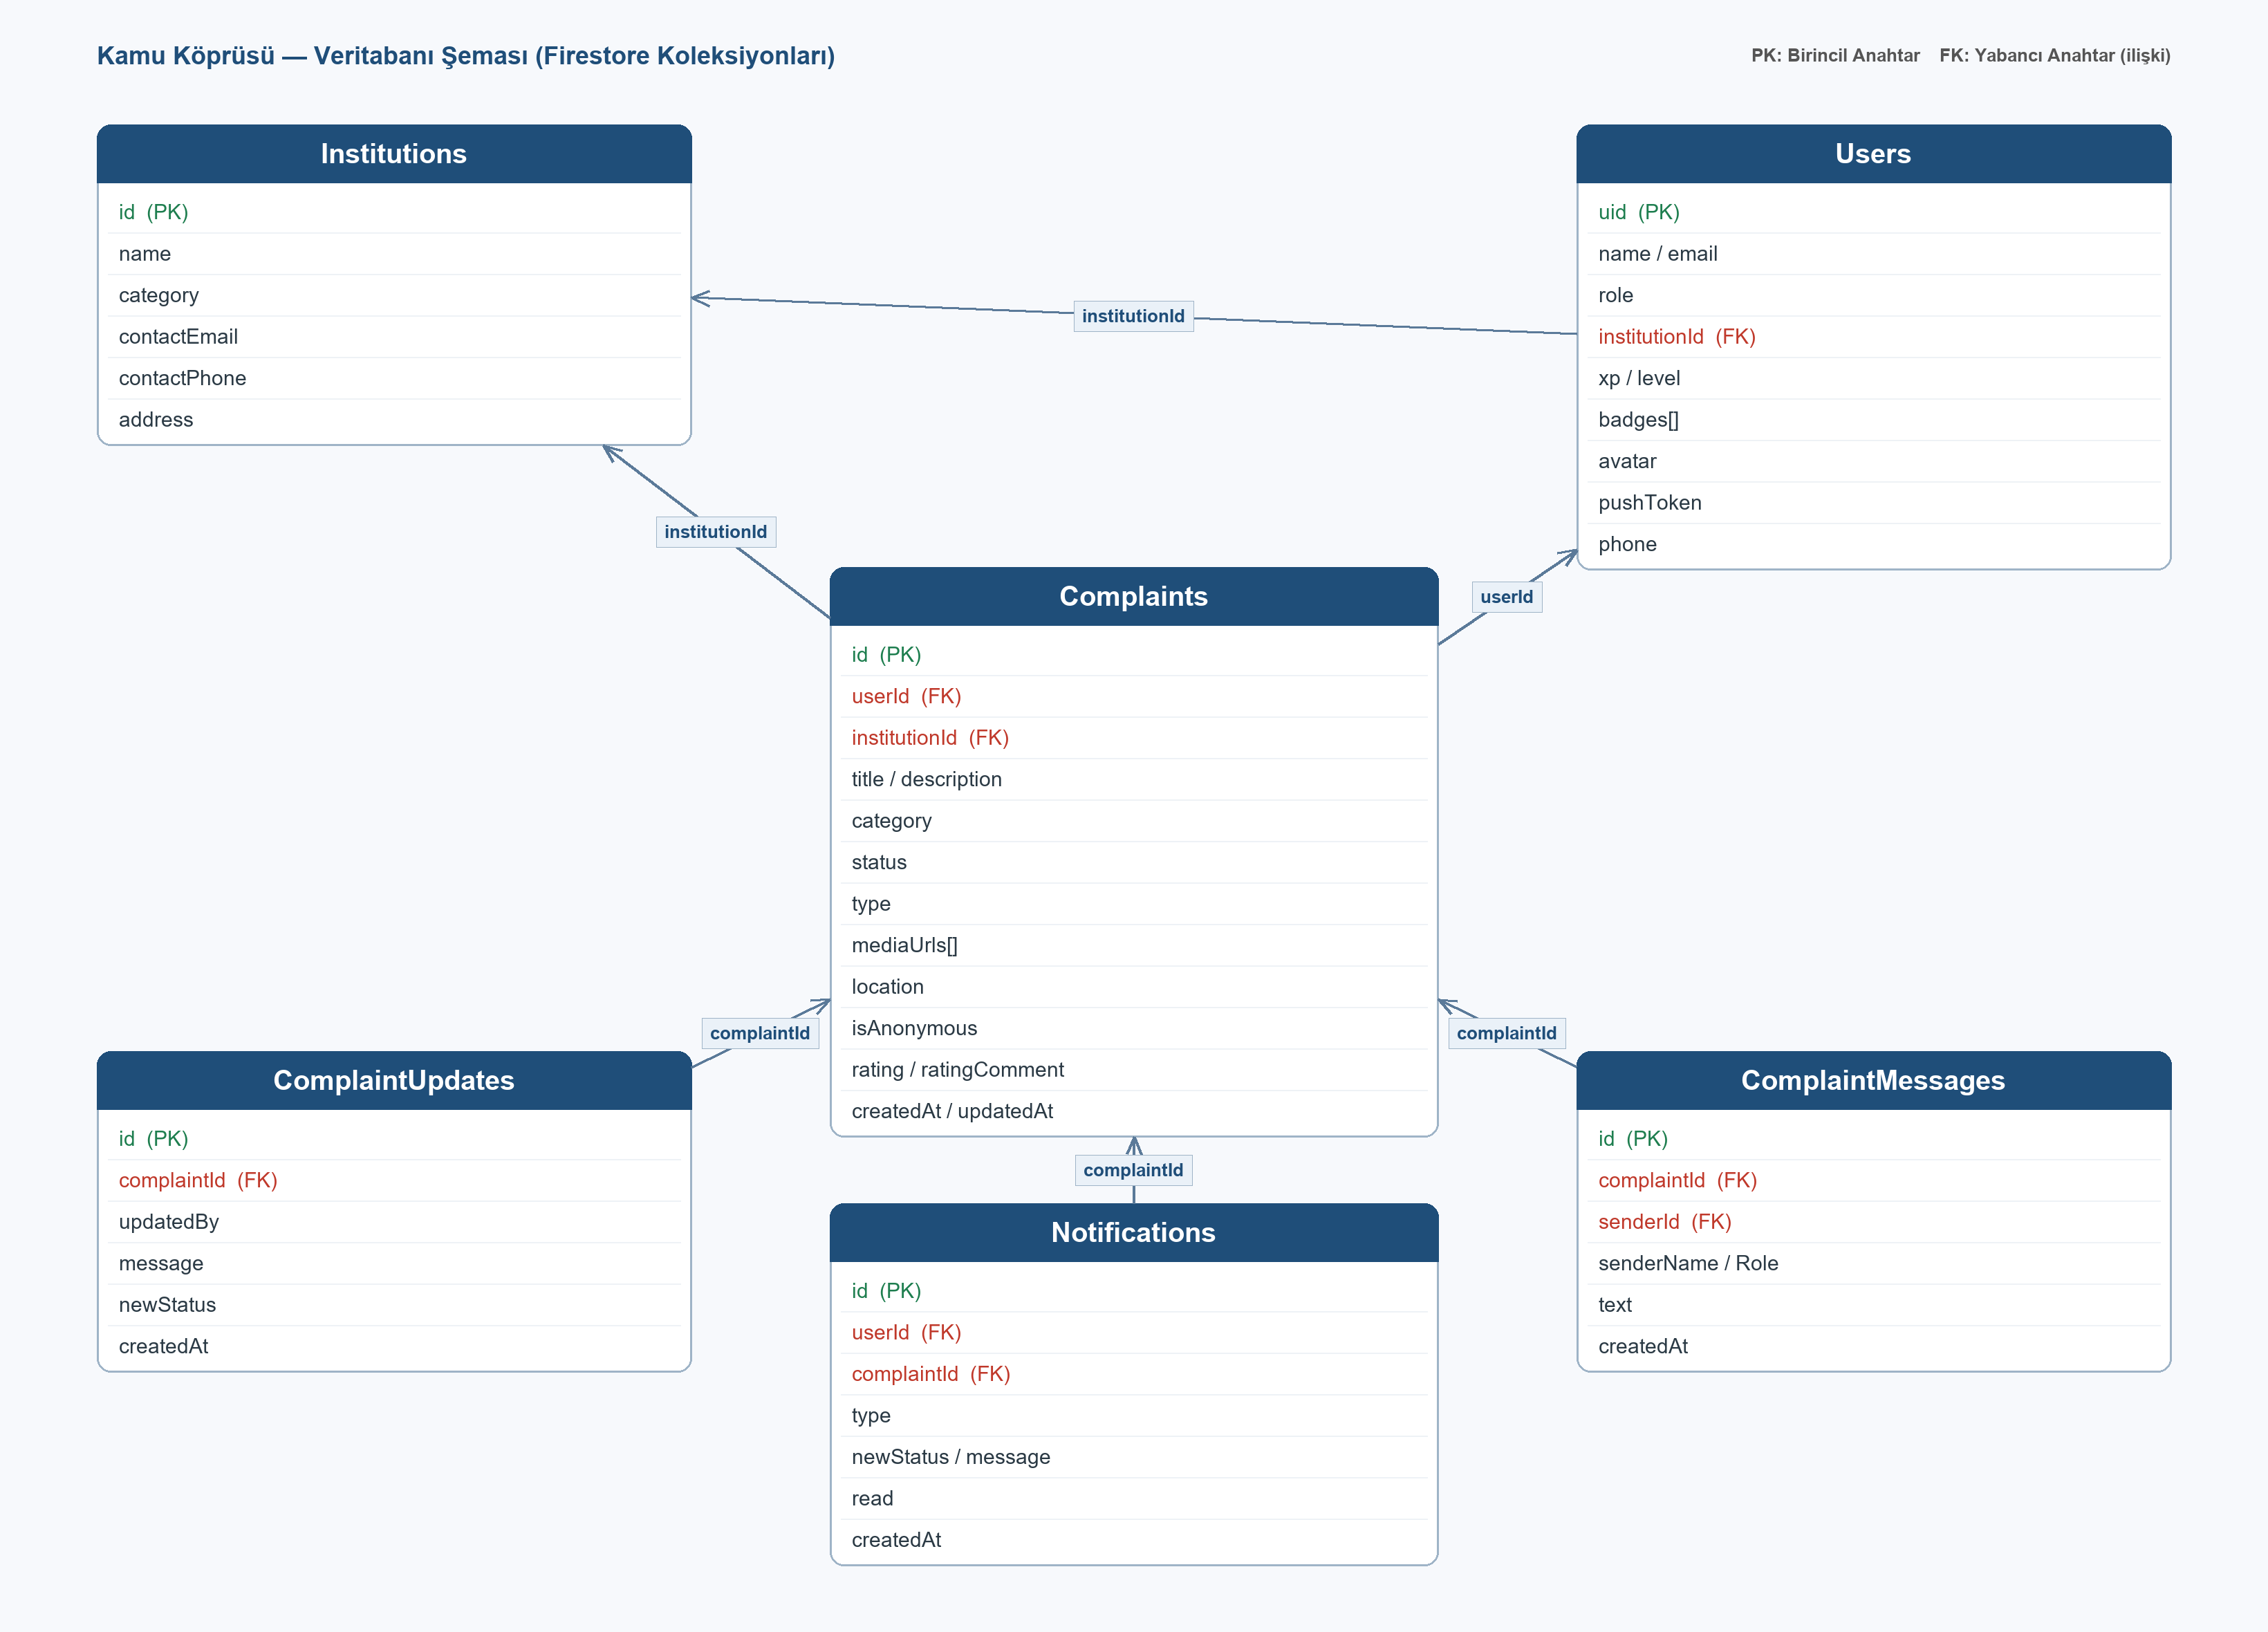 Kamu Köprüsü — Veritabanı Şeması (Firestore Koleksiyonları)
PK: Birincil Anahtar    FK: Yabancı Anahtar (ilişki)
Institutions
id (PK)
name
category
contactEmail
contactPhone
address
Users
uid (PK)
name / email
role
institutionId (FK)
xp / level
badges[]
avatar
pushToken
phone
institutionId
institutionId
userId
Complaints
id (PK)
userId (FK)
institutionId (FK)
title / description
category
status
type
mediaUrls[]
location
isAnonymous
rating / ratingComment
createdAt / updatedAt
complaintId
complaintId
complaintId
ComplaintUpdates
id (PK)
complaintId (FK)
updatedBy
message
newStatus
createdAt
Notifications
id (PK)
userId (FK)
complaintId (FK)
type
newStatus / message
read
createdAt
ComplaintMessages
id (PK)
complaintId (FK)
senderId (FK)
senderName / Role
text
createdAt